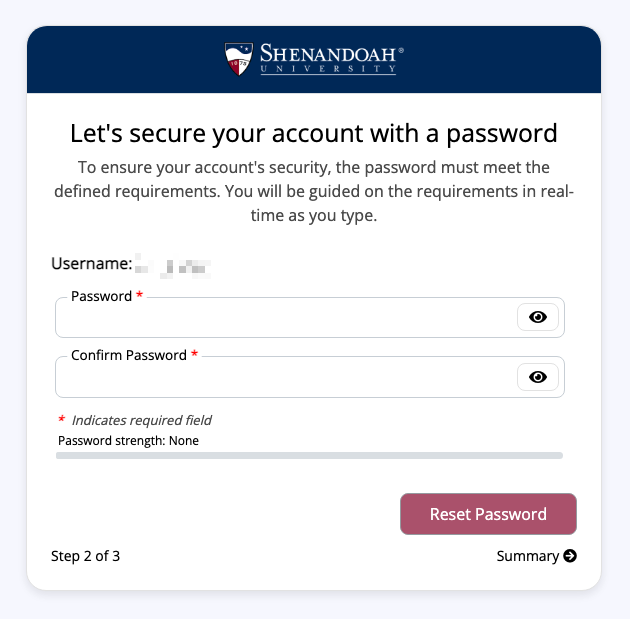 1875
SHENANDOAH®
UNIVERSITY
Let's secure your account with a password
To ensure your account's security, the password must meet the
defined requirements. You will be guided on the requirements in real-
time as you type.
Username:
Password *
Confirm Password *
* Indicates required field
Password strength: None
Reset Password
Step 2 of 3
Summary